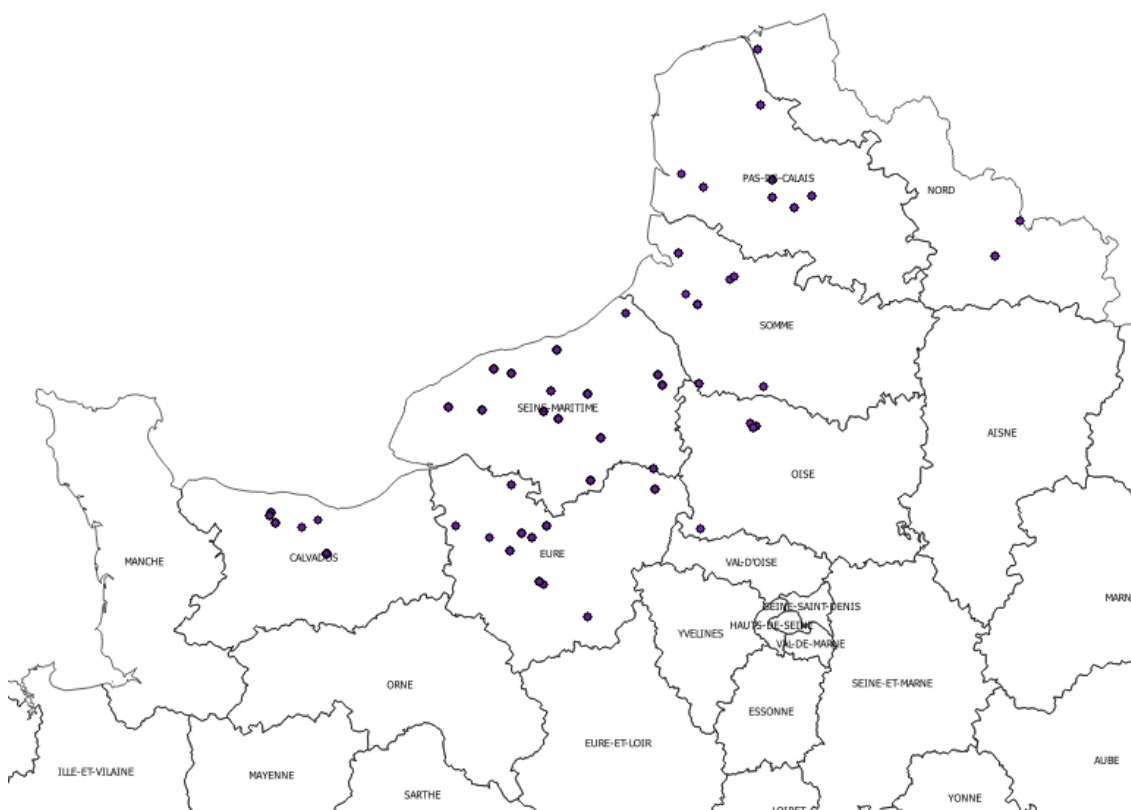 PAS-DE-CALAIS
NORD
SOMME
SEINE-MARITIME
AISNE
OISE
MANCHE
CALVADOS
EURE
VAL-D'OISE
MARN
SEINE-SAINT-DENIS
HAUTS-DE-SEINE
YVELINES
VAL-DE-MARNE
ORNE
SEINE-ET-MARNE
ESSONNE
EURE-ET-LOIR
AUBE
ILLE-ET-VILAINE
MAYENNE
SARTHE
YONNE
LOIRET